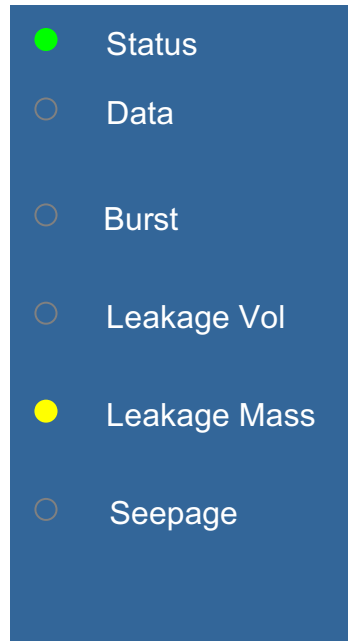 Status
Data
Burst
Leakage Vol
Leakage Mass
Seepage